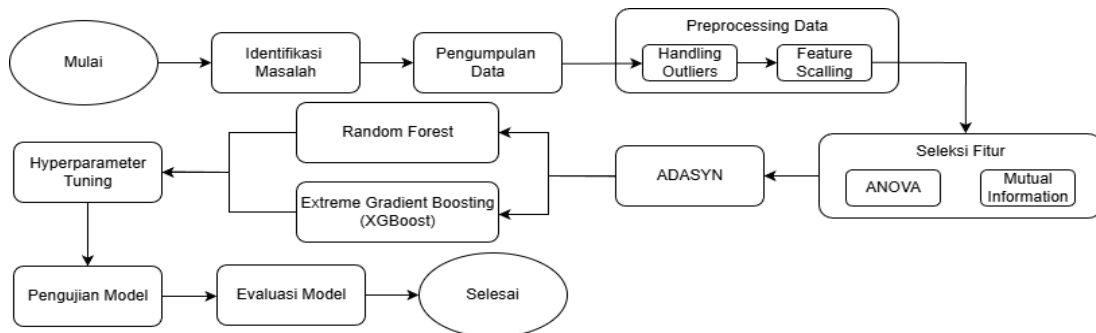 Mulai
Identifikasi
Masalah
Pengumpulan
Data
Preprocessing Data
Handling
Outliers
Feature
Scalling
Seleksi Fitur
ANOVA
Mutual
Information
ADASYN
Random Forest
Extreme Gradient Boosting
(XGBoost)
Hyperparameter
Tuning
Pengujian Model
Evaluasi Model
Selesai